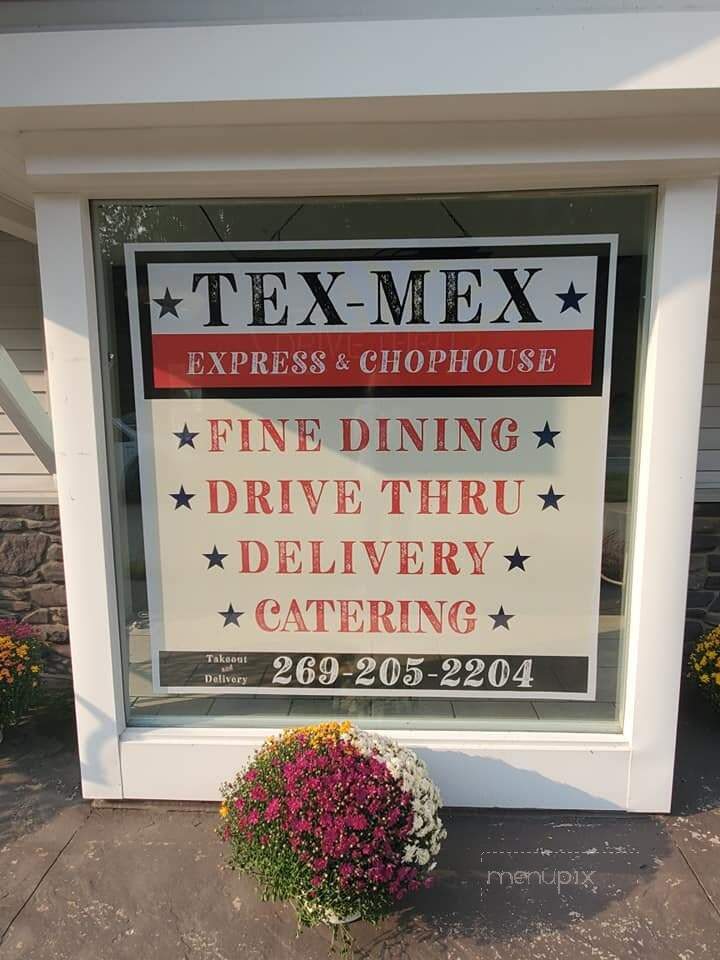 TEX-MEX
EXPRESS & CHOPHOUSE
FINE DINING
DRIVE THRU
DELIVERY
CATERING
Takeout
and
Delivery
269-205-2204
menupix